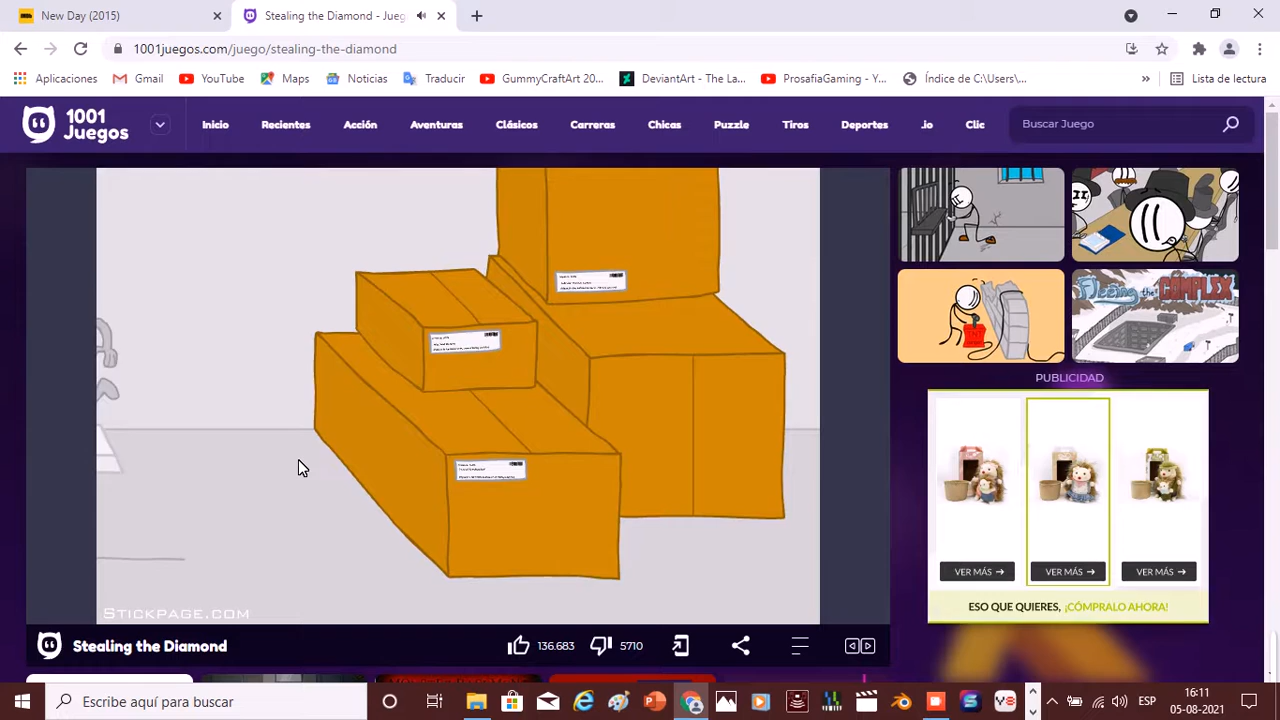 New Day (2015)
Stealing the Diamond - Jueg
1001juegos.com/juego/stealing-the-diamond
Aplicaciones Gmail YouTube Maps Noticias Traducir GummyCraftArt 20... DeviantArt - The La... ProsafiaGaming - Y... Índice de C:\Users\... » Lista de lectura
1001
Juegos
Inicio Recientes Acción Aventuras Clásicos Carreras Chicas Puzzle Tiros Deportes .io Clic
Buscar Juego
Fleeing the
COMPLEX
PUBLICIDAD
VER MÁS → VER MÁS → VER MÁS →
ESO QUE QUIERES, ¡CÓMPRALO AHORA!
STICKPAGE.COM
Stealing the Diamond
136.683 5710
Escribe aquí para buscar
ESP
16:11
05-08-2021